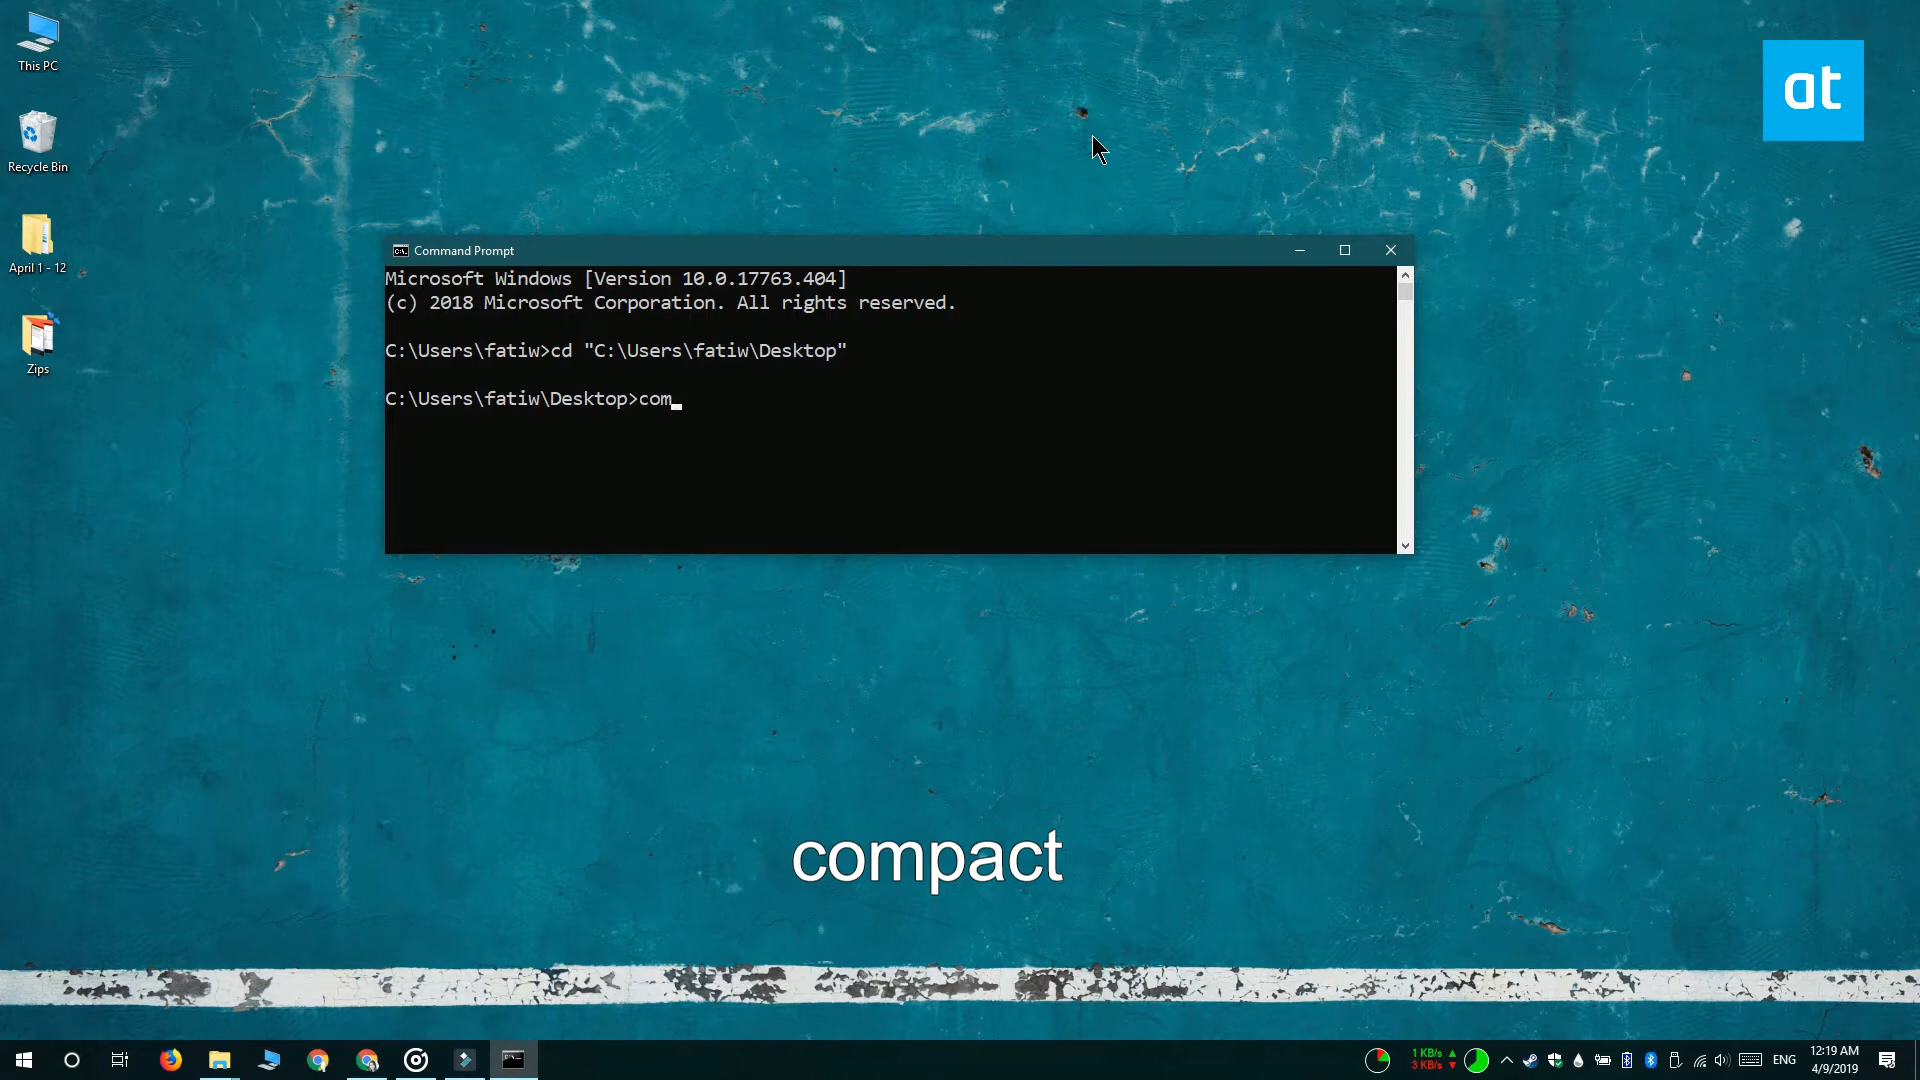 This PC
Recycle Bin
April 1 - 12
Zips
at
Command Prompt
Microsoft Windows [Version 10.0.17763.404]
(c) 2018 Microsoft Corporation. All rights reserved.
C:\Users\fatiw>cd "C:\Users\fatiw\Desktop"
C:\Users\fatiw\Desktop>com_
compact
1 KB/s
3 KB/s
ENG
12:19 AM
4/9/2019